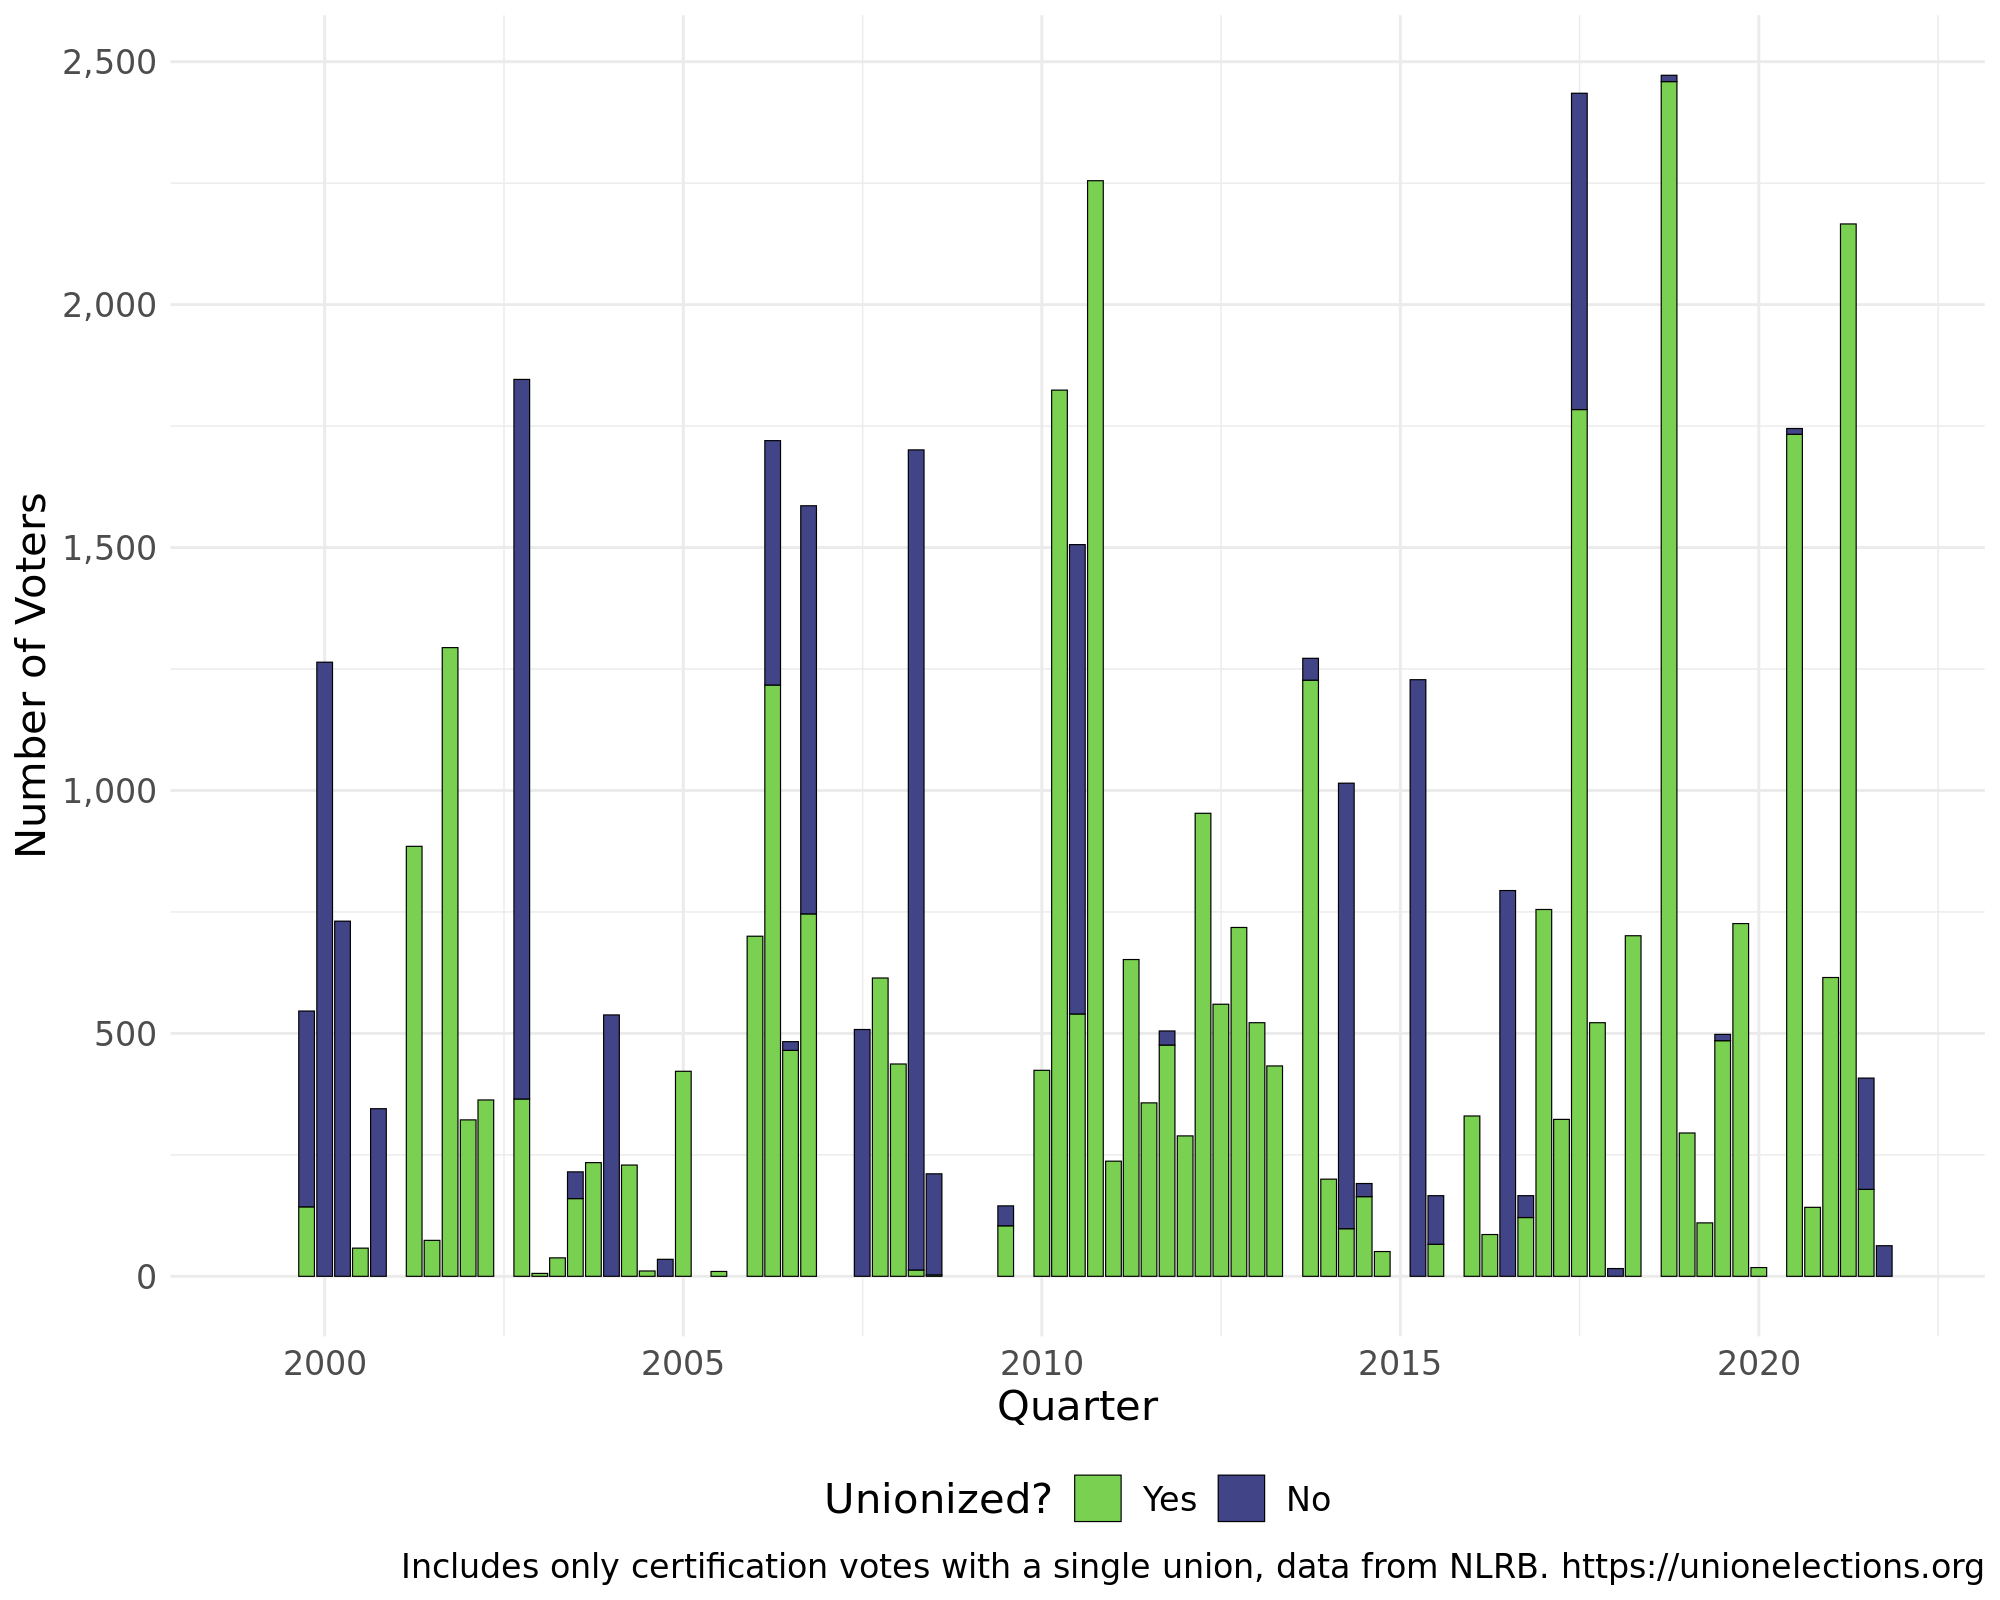 2,500
2,000
1,500
1,000
500
0
Number of Voters
2000 2005 2010 2015 2020
Quarter
Unionized? Yes No
Includes only certification votes with a single union, data from NLRB. https://unionelections.org